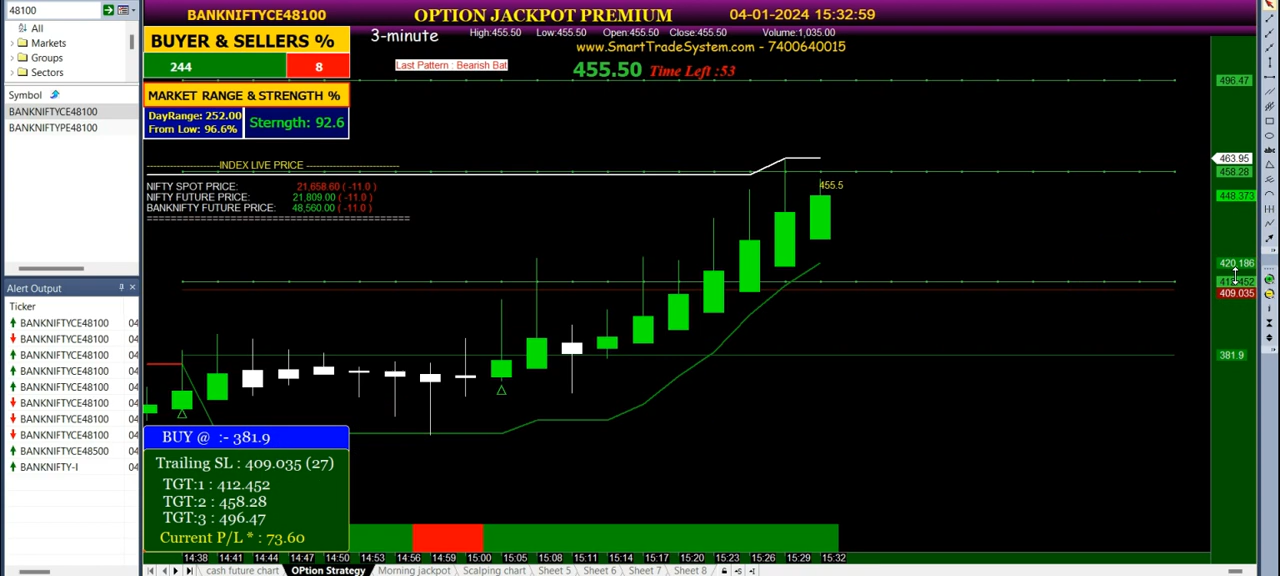 48100
All
Markets
Groups
Sectors
Symbol
BANKNIFTYCE48100
BANKNIFTYPE48100
Alert Output
Ticker
BANKNIFTYCE48100 04
BANKNIFTYCE48100 04
BANKNIFTYCE48100 04
BANKNIFTYCE48100 04
BANKNIFTYCE48100 04
BANKNIFTYCE48100 04
BANKNIFTYCE48100 04
BANKNIFTYCE48100 04
BANKNIFTYCE48500 04
BANKNIFTY-I 04
BANKNIFTYCE48100 OPTION JACKPOT PREMIUM 04-01-2024 15:32:59
BUYER & SELLERS %
244 8
3-minute High:455.50 Low:455.50 Open:455.50 Close:455.50 Volume:1,035.00
www.SmartTradeSystem.com - 7400640015
Last Pattern : Bearish Bat
455.50 Time Left :53
MARKET RANGE & STRENGTH %
DayRange: 252.00
From Low: 96.6%
Sterngth: 92.6
------------------------INDEX LIVE PRICE ------------------------
NIFTY SPOT PRICE: 21,658.60 ( -11.0 )
NIFTY FUTURE PRICE: 21,809.00 ( -11.0 )
BANKNIFTY FUTURE PRICE: 48,560.00 ( -11.0 )
455.5
496.47
463.95
458.28
448.373
420.186
409.035
381.9
BUY @ :- 381.9
Trailing SL : 409.035 (27)
TGT:1 : 412.452
TGT:2 : 458.28
TGT:3 : 496.47
Current P/L * : 73.60
14:38 14:41 14:44 14:47 14:50 14:53 14:56 14:59 15:00 15:05 15:08 15:11 15:14 15:17 15:20 15:23 15:26 15:29 15:32
cash future chart OPtion Strategy Morning jackpot Scalping chart Sheet 5 Sheet 6 Sheet 7 Sheet 8